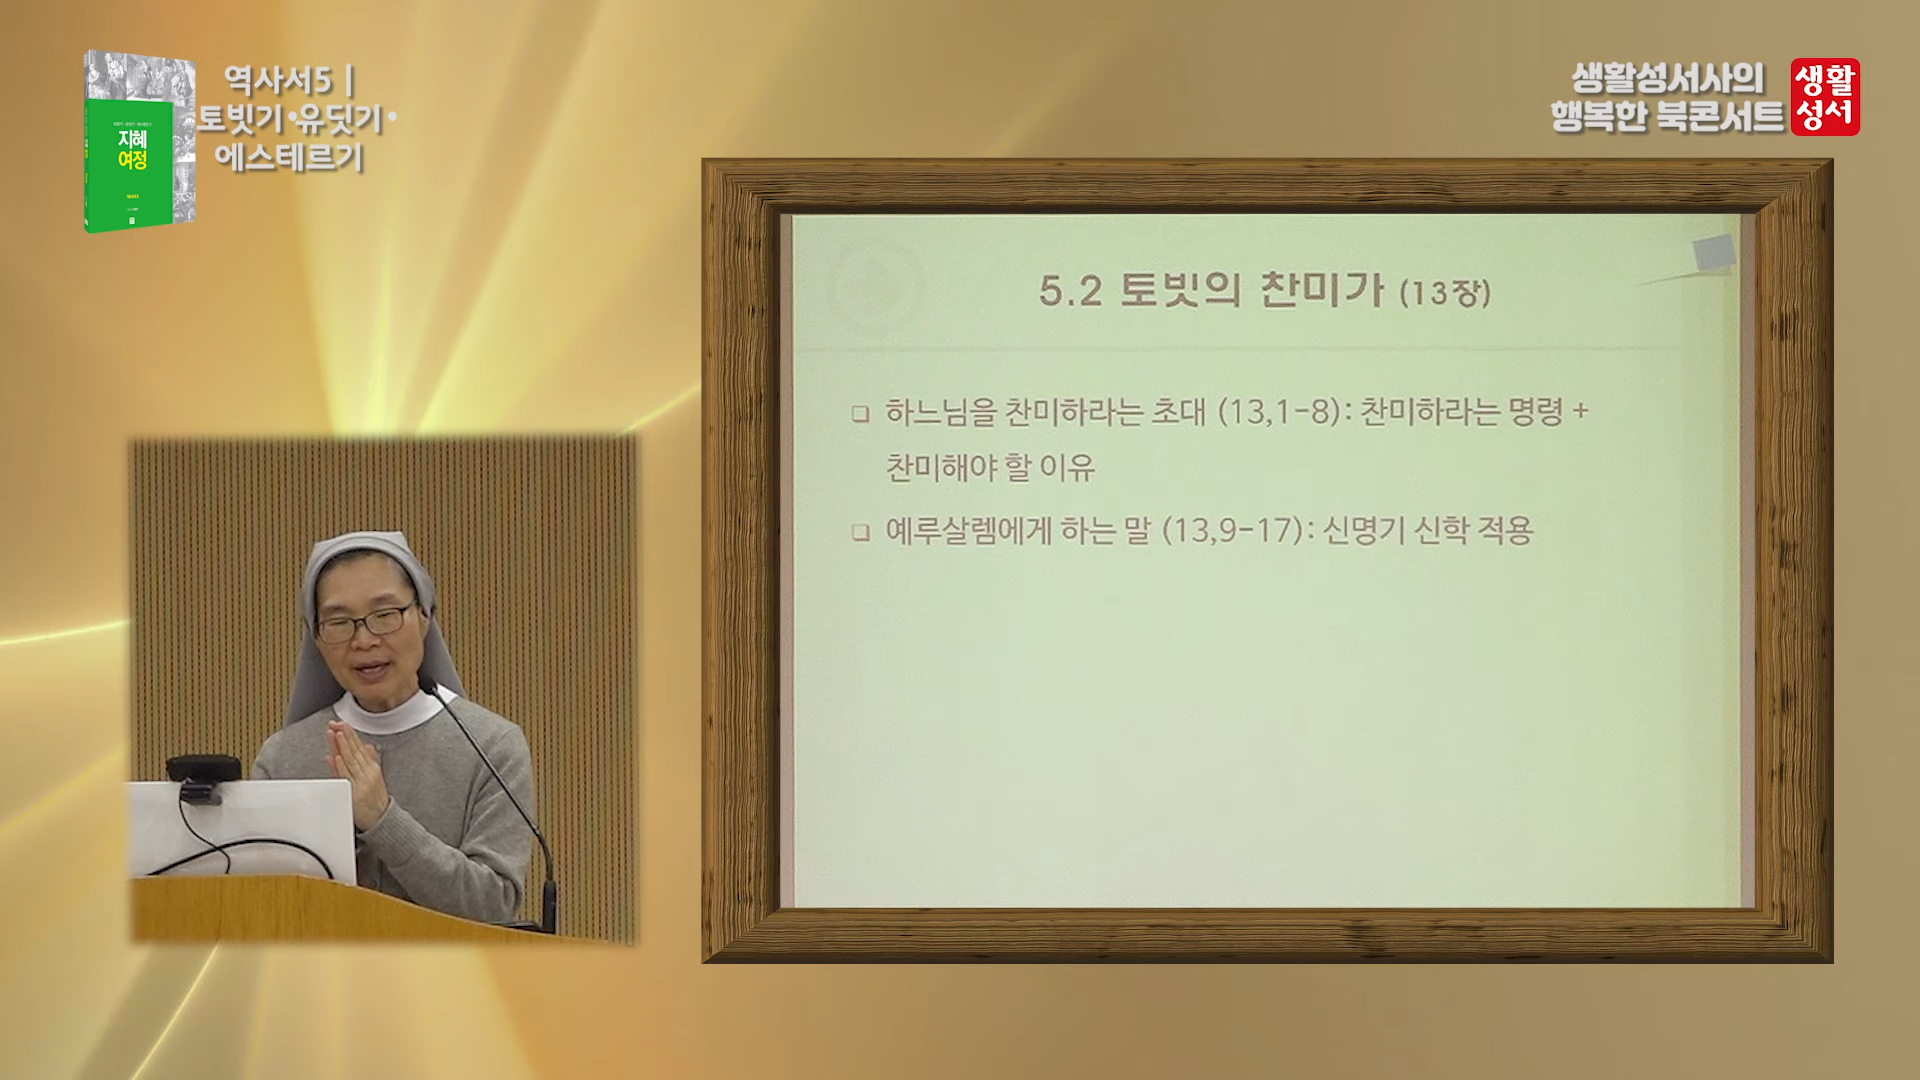 역사서5 |
토빗기·유딧기·
에스테르기
지혜
여정
생활성서사의
행복한 북콘서트
생활
성서
5.2 토빗의 찬미가 (13장)
❑ 하느님을 찬미하라는 초대 (13,1-8): 찬미하라는 명령 +
찬미해야 할 이유
❑ 예루살렘에게 하는 말 (13,9-17): 신명기 신학 적용